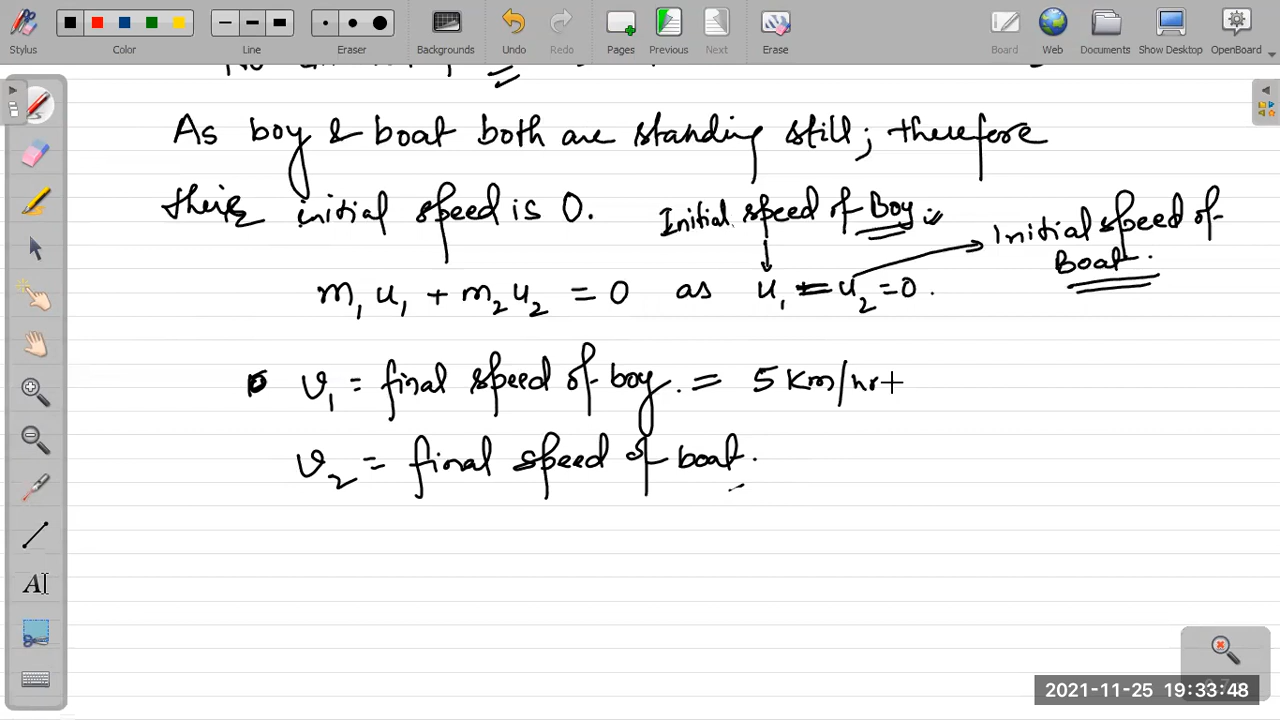 Stylus Color Line Eraser Backgrounds Undo Redo Pages Previous Next Erase Board Web Documents Show Desktop OpenBoard
As boy & boat both are standing still; therefore
their initial speed is 0. Initial speed of Boy
Initial speed of
Boat.
m₁u₁ + m₂u₂ = 0 as u₁ = u₂ = 0.
v₁ = final speed of boy. = 5 Km/hr
v₂ = final speed of boat.
2021-11-25 19:33:48